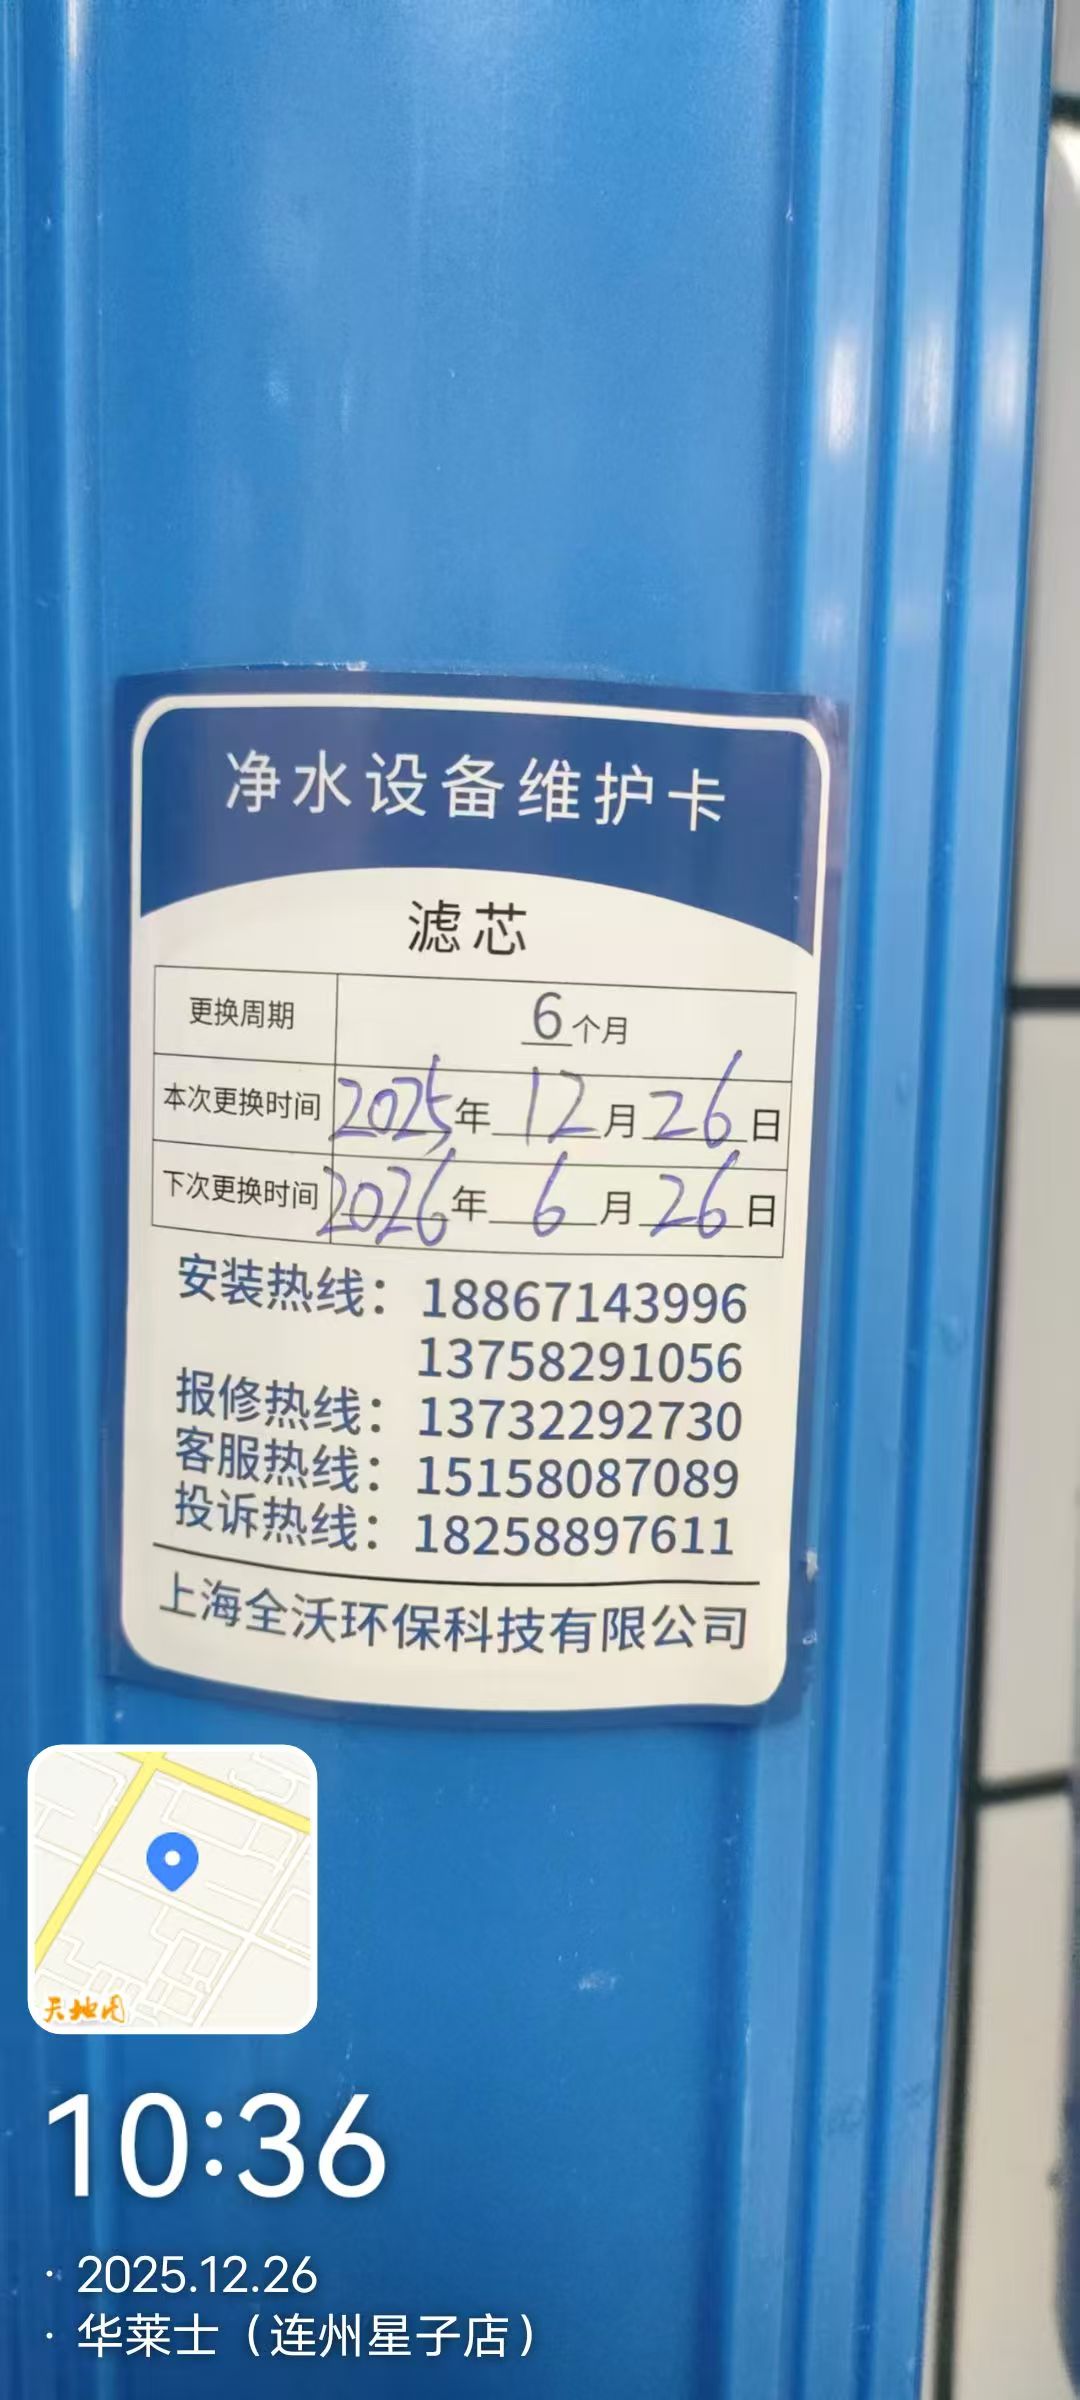 净水设备维护卡
滤芯
更换周期 6个月
本次更换时间 2025年12月26日
下次更换时间 2026年6月26日
安装热线：18867143996
13758291056
报修热线：13732292730
客服热线：15158087089
投诉热线：18258897611
上海全沃环保科技有限公司
天地图
10:36
· 2025.12.26
· 华莱士（连州星子店）